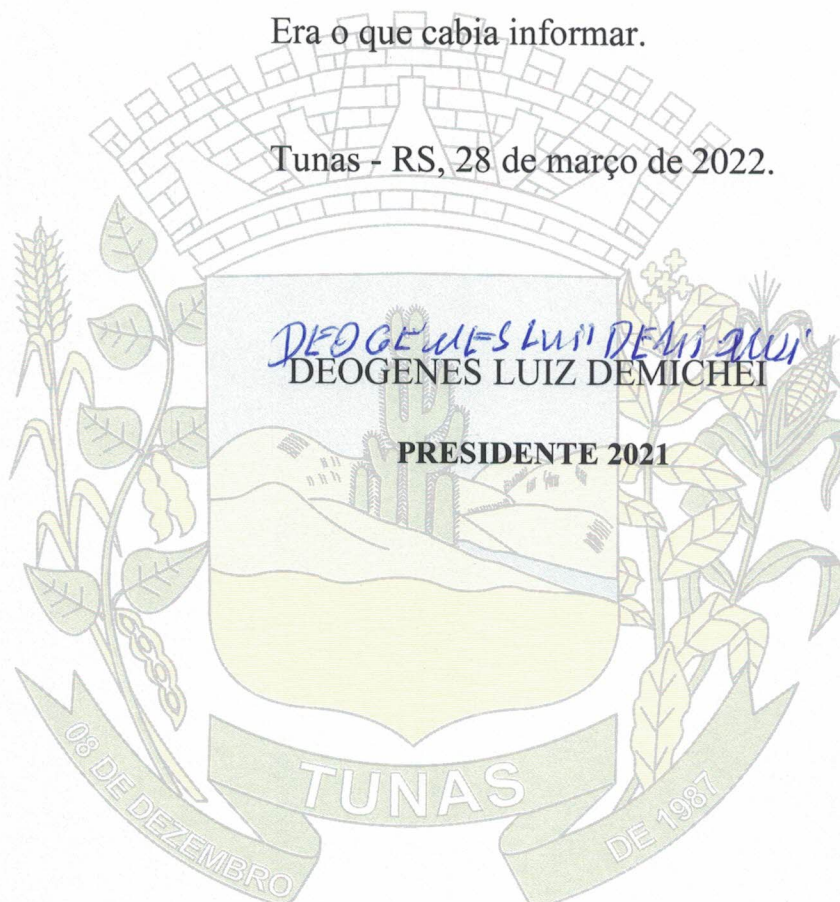 Era o que cabia informar.
Tunas - RS, 28 de março de 2022.
DEOGENES LUIZ DEMICHEI
DEOGENES LUIZ DEMICHEI
PRESIDENTE 2021
08 DE DEZEMBRO
TUNAS
DE 1987